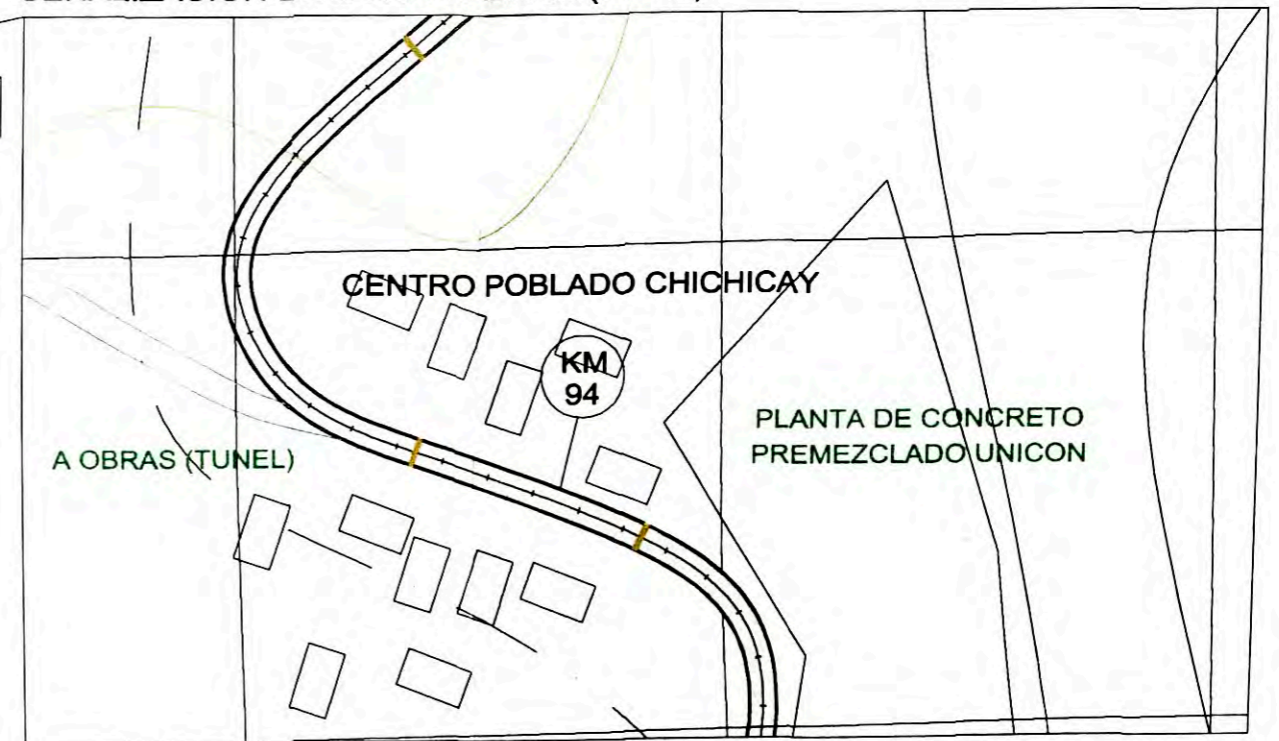 CENTRO POBLADO CHICHICAY
KM
94
PLANTA DE CONCRETO
PREMEZCLADO UNICON
A OBRAS (TUNEL)